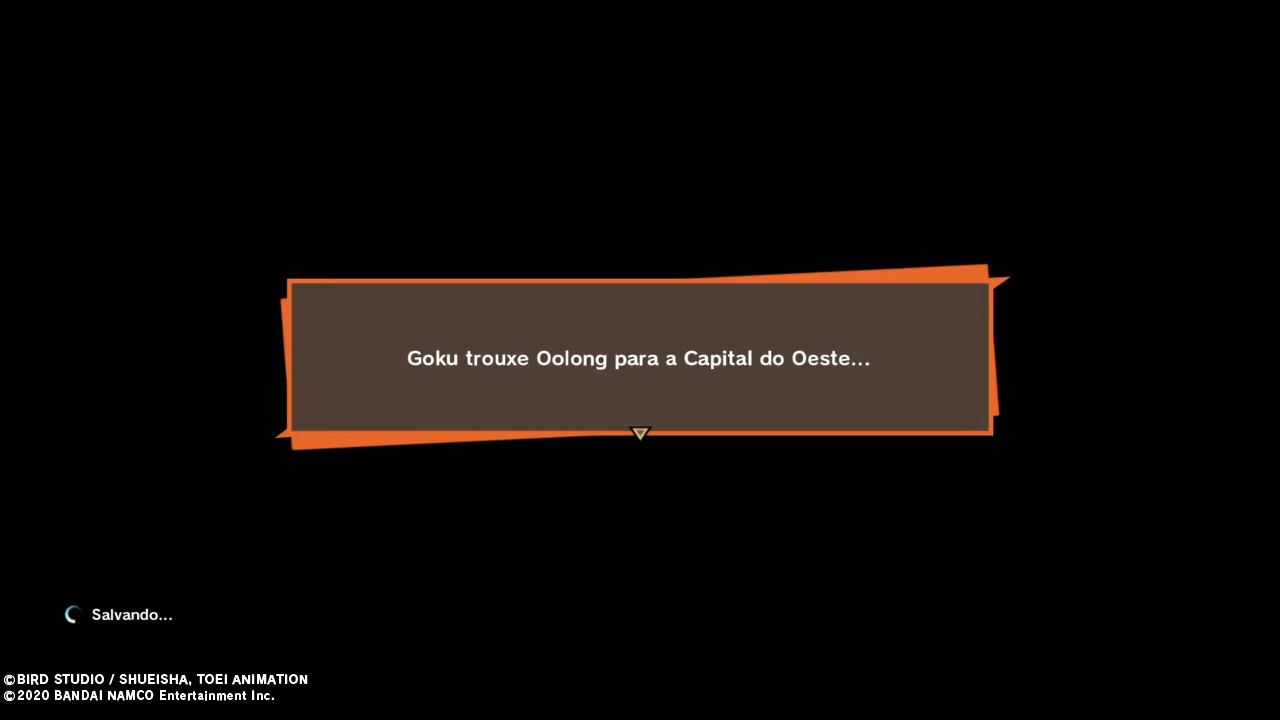 Goku trouxe Oolong para a Capital do Oeste...
Salvando...
©BIRD STUDIO / SHUEISHA, TOEI ANIMATION
©2020 BANDAI NAMCO Entertainment Inc.